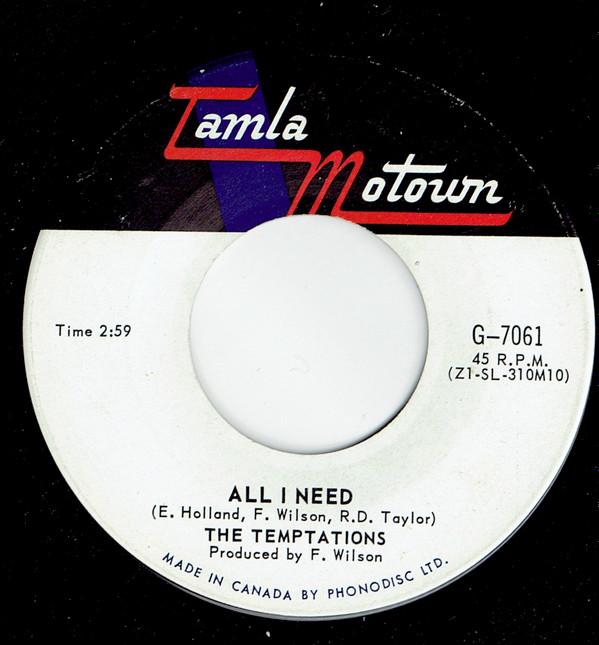 Tamla
Motown
Time 2:59
G-7061
45 R.P.M.
(Z1-SL-310M10)
ALL I NEED
(E. Holland, F. Wilson, R.D. Taylor)
THE TEMPTATIONS
Produced by F. Wilson
MADE IN CANADA BY PHONODISC LTD.